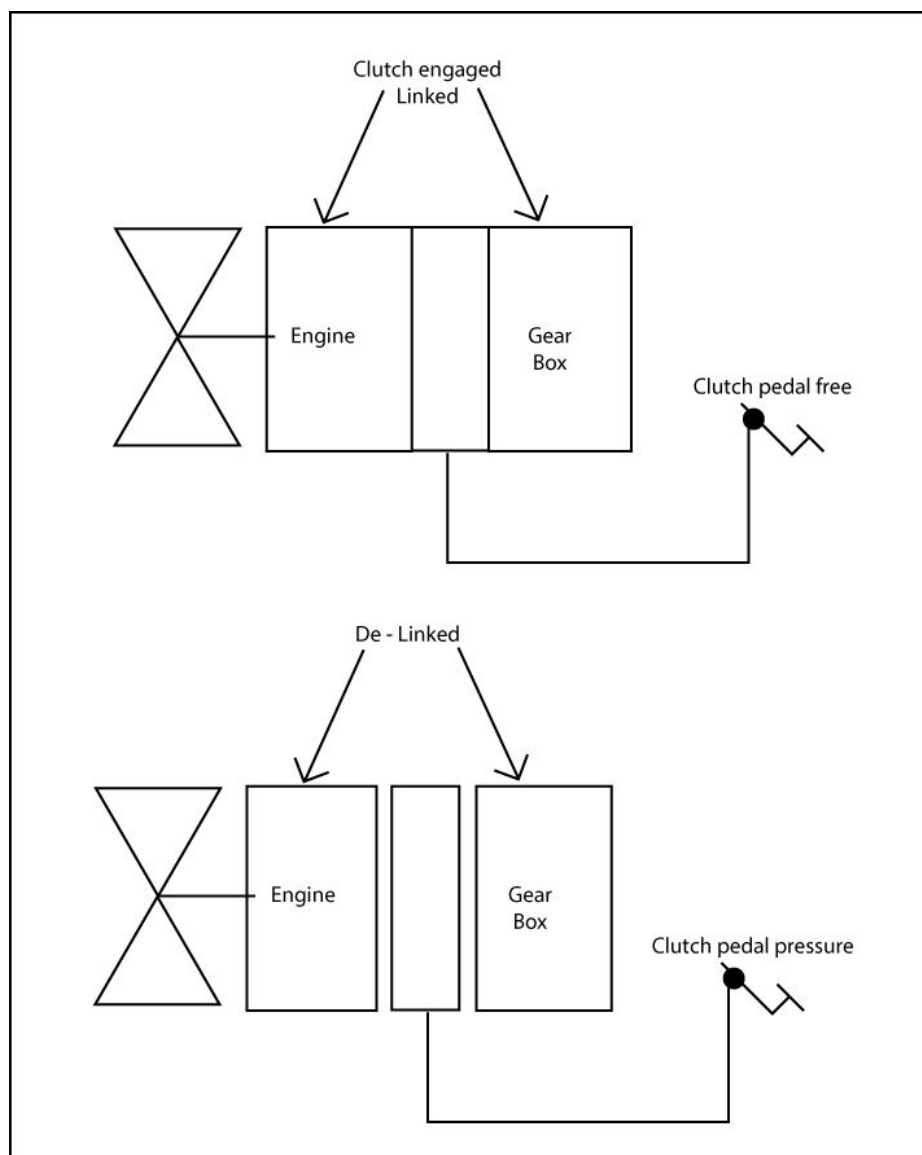 Clutch engaged
Linked
Engine
Gear
Box
Clutch pedal free
De - Linked
Engine
Gear
Box
Clutch pedal pressure